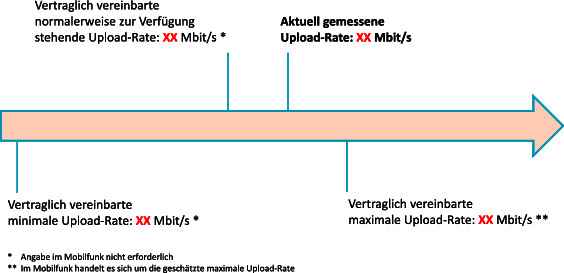 Vertraglich vereinbarte
normalerweise zur Verfügung
stehende Upload-Rate: XX Mbit/s *
Aktuell gemessene
Upload-Rate: XX Mbit/s
Vertraglich vereinbarte
minimale Upload-Rate: XX Mbit/s *
Vertraglich vereinbarte
maximale Upload-Rate: XX Mbit/s **
* Angabe im Mobilfunk nicht erforderlich
** Im Mobilfunk handelt es sich um die geschätzte maximale Upload-Rate